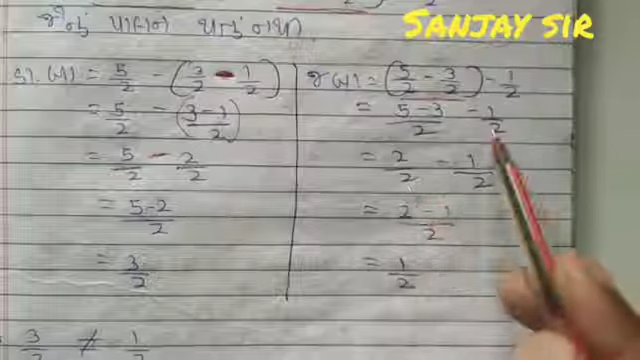 SANJAY SIR
ડા.બા = 5/2 - (3/2 - 1/2)
= 5/2 - (3-1/2)
= 5/2 - 2/2
= 5-2/2
= 3/2
જ.બા = (5/2 - 3/2) - 1/2
= 5-3/2 - 1/2
= 2/2 - 1/2
= 2-1/2
= 1/2
3/2 ≠ 1/2